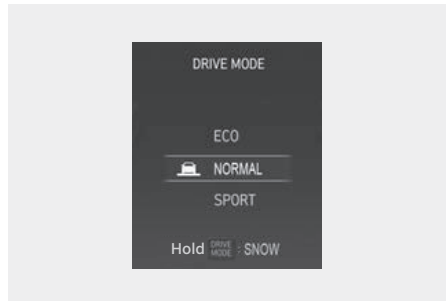 DRIVE MODE
ECO
NORMAL
SPORT
Hold DRIVE MODE : SNOW